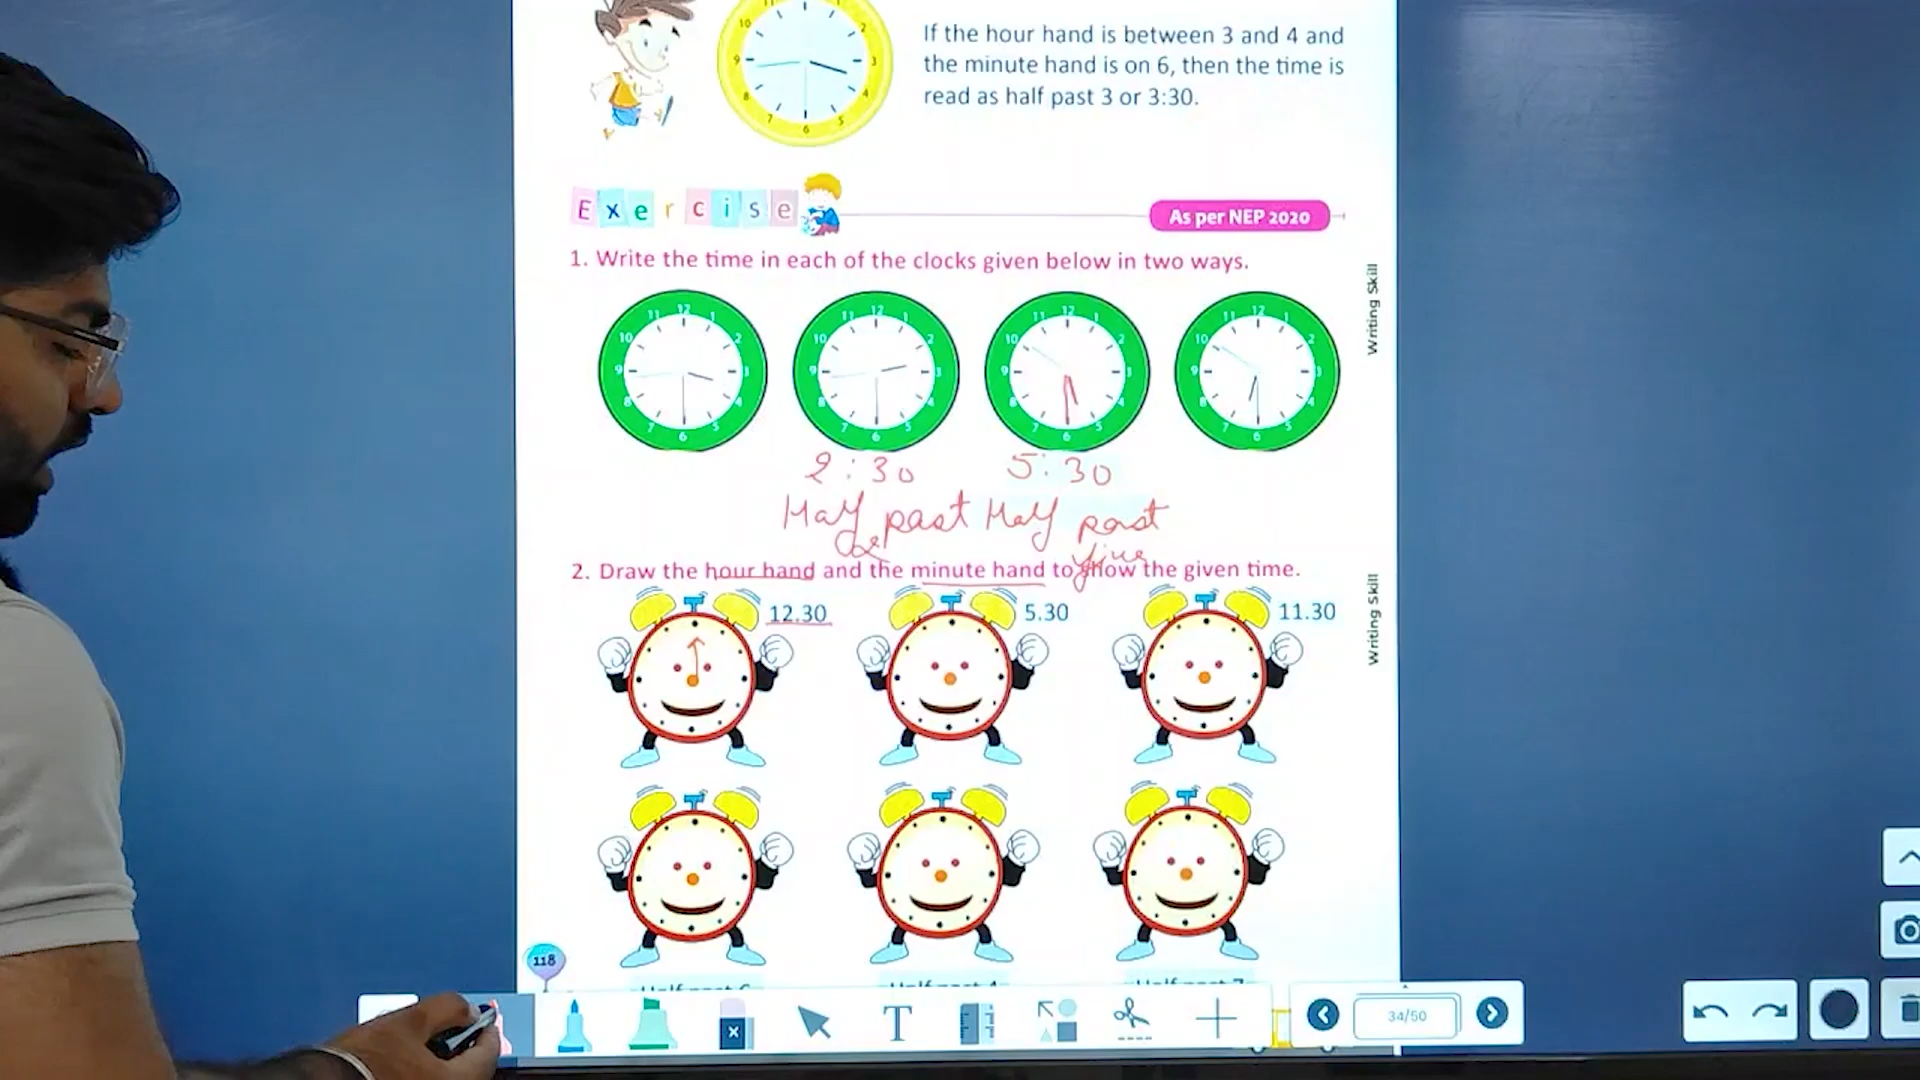 If the hour hand is between 3 and 4 and
the minute hand is on 6, then the time is
read as half past 3 or 3:30.
Exercise
As per NEP 2020
1. Write the time in each of the clocks given below in two ways.
Writing Skill
2:30 5:30
Half past Half past
five
2. Draw the hour hand and the minute hand to show the given time.
12.30 5.30 11.30
Writing Skill
118
34/50